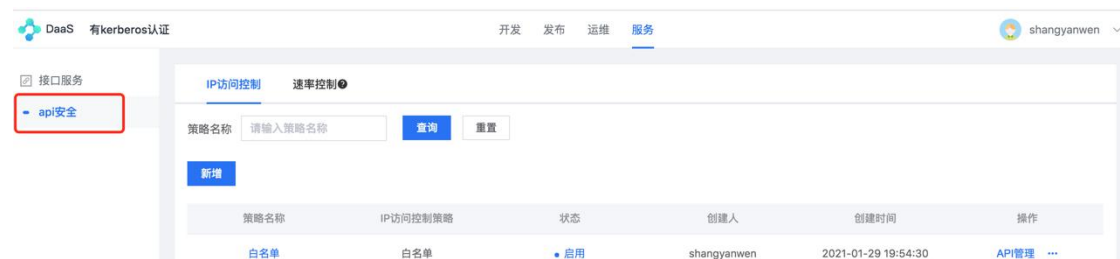 DaaS 有kerberos认证 开发 发布 运维 服务 shangyanwen
接口服务
api安全
IP访问控制 速率控制
策略名称 请输入策略名称 查询 重置
新增
策略名称 IP访问控制策略 状态 创建人 创建时间 操作
白名单 白名单 启用 shangyanwen 2021-01-29 19:54:30 API管理 ···